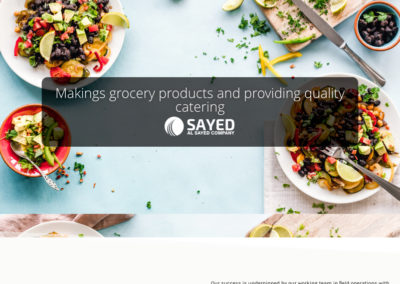 Makings grocery products and providing quality
catering
SAYED
AL SAYED COMPANY
Our success is underpinned by our working team in field operations with